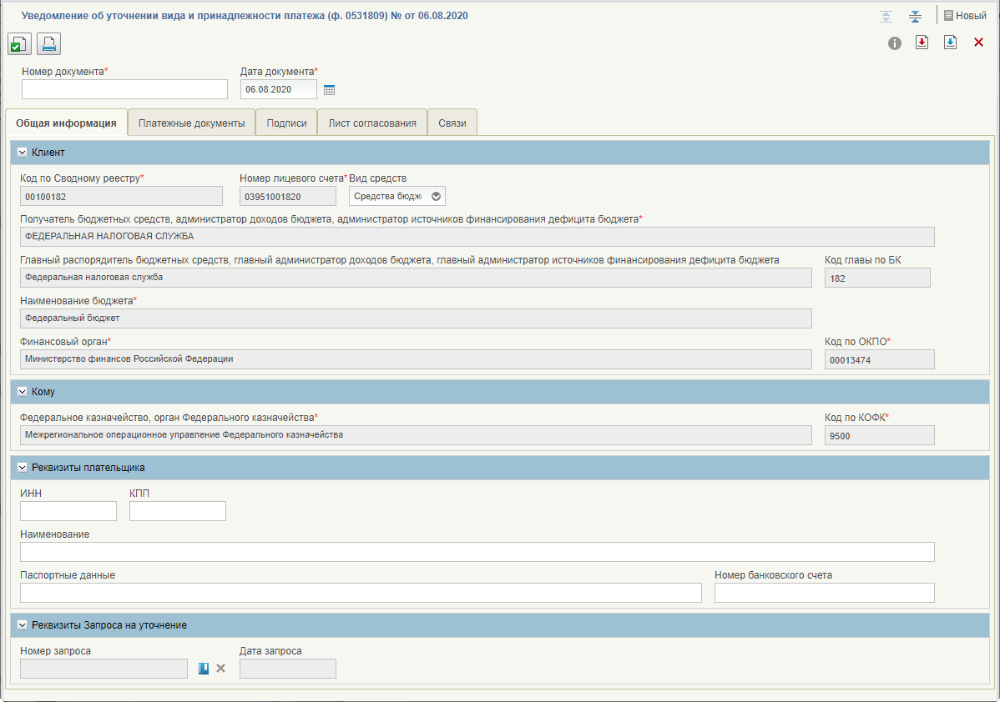 Уведомление об уточнении вида и принадлежности платежа (ф. 0531809) № от 06.08.2020
Новый
Номер документа* Дата документа*
06.08.2020
Общая информация Платежные документы Подписи Лист согласования Связи
Клиент
Код по Сводному реестру* Номер лицевого счета* Вид средств
00100182 03951001820 Средства бюдж
Получатель бюджетных средств, администратор доходов бюджета, администратор источников финансирования дефицита бюджета*
ФЕДЕРАЛЬНАЯ НАЛОГОВАЯ СЛУЖБА
Главный распорядитель бюджетных средств, главный администратор доходов бюджета, главный администратор источников финансирования дефицита бюджета Код главы по БК
Федеральная налоговая служба 182
Наименование бюджета*
Федеральный бюджет
Финансовый орган* Код по ОКПО*
Министерство финансов Российской Федерации 00013474
Кому
Федеральное казначейство, орган Федерального казначейства* Код по КОФК*
Межрегиональное операционное управление Федерального казначейства 9500
Реквизиты плательщика
ИНН КПП
Наименование
Паспортные данные Номер банковского счета
Реквизиты Запроса на уточнение
Номер запроса Дата запроса